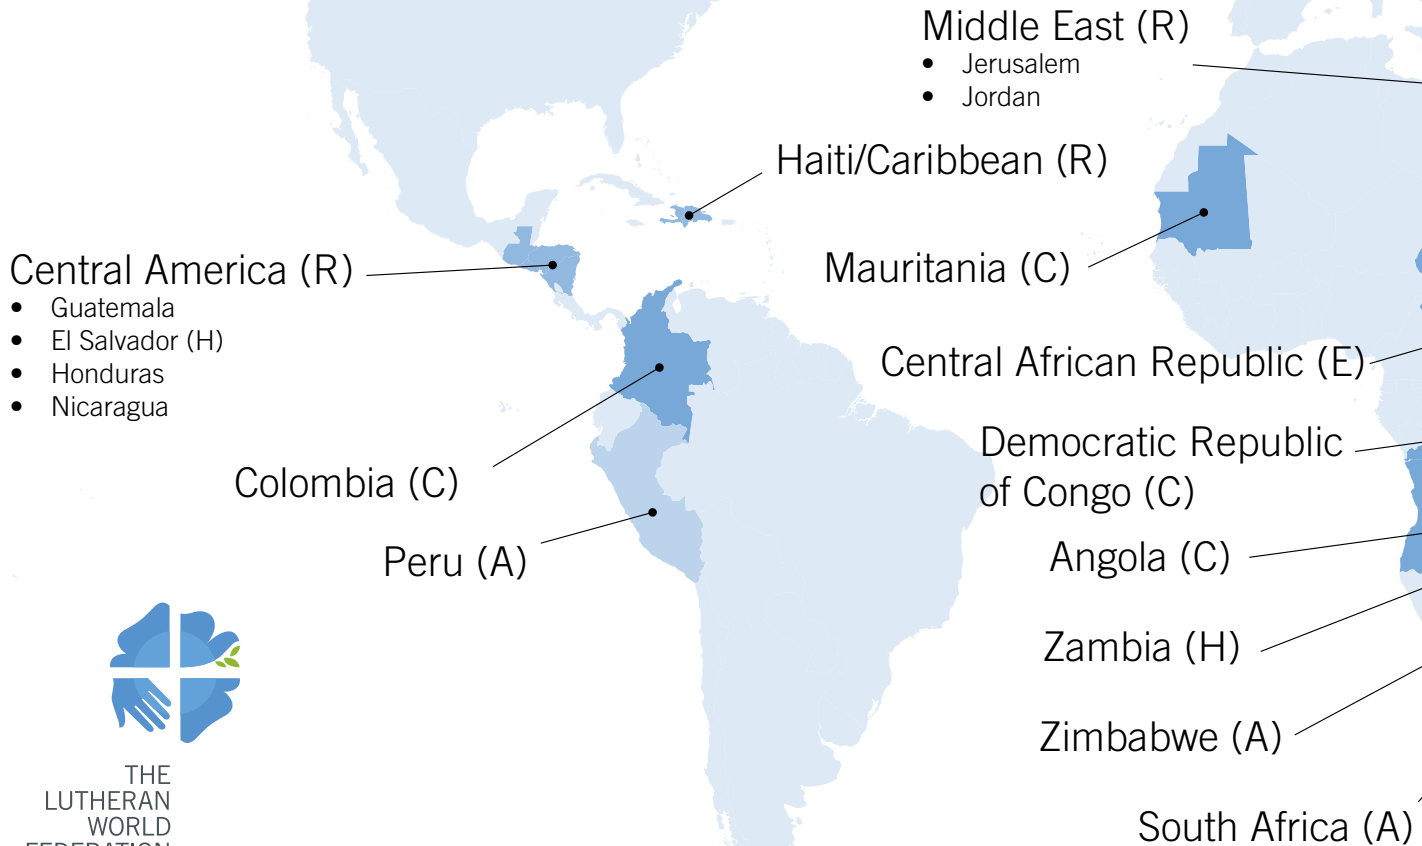 Middle East (R)
• Jerusalem
• Jordan
Haiti/Caribbean (R)
Mauritania (C)
Central America (R)
• Guatemala
• El Salvador (H)
• Honduras
• Nicaragua
Central African Republic (E)
Democratic Republic
of Congo (C)
Colombia (C)
Angola (C)
Peru (A)
Zambia (H)
Zimbabwe (A)
South Africa (A)
THE
LUTHERAN
WORLD
FEDERATION